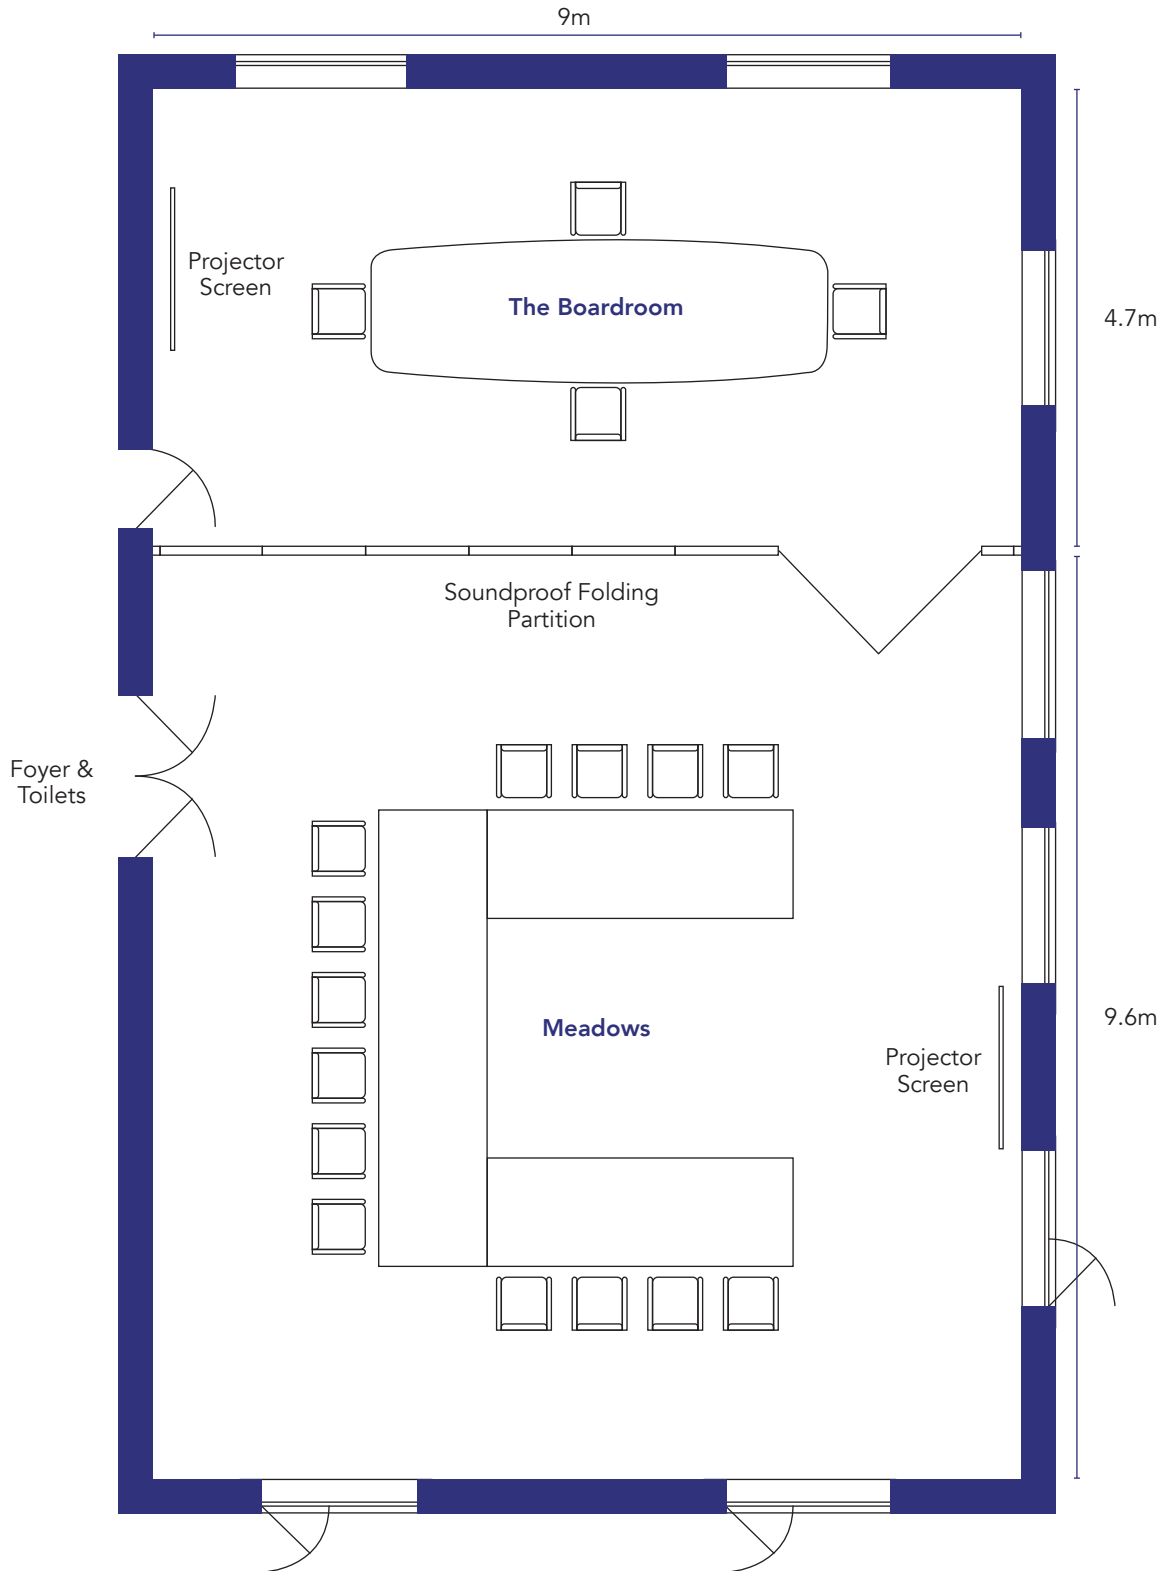 9m
Projector
Screen
The Boardroom
4.7m
Soundproof Folding
Partition
Foyer &
Toilets
Meadows
9.6m
Projector
Screen